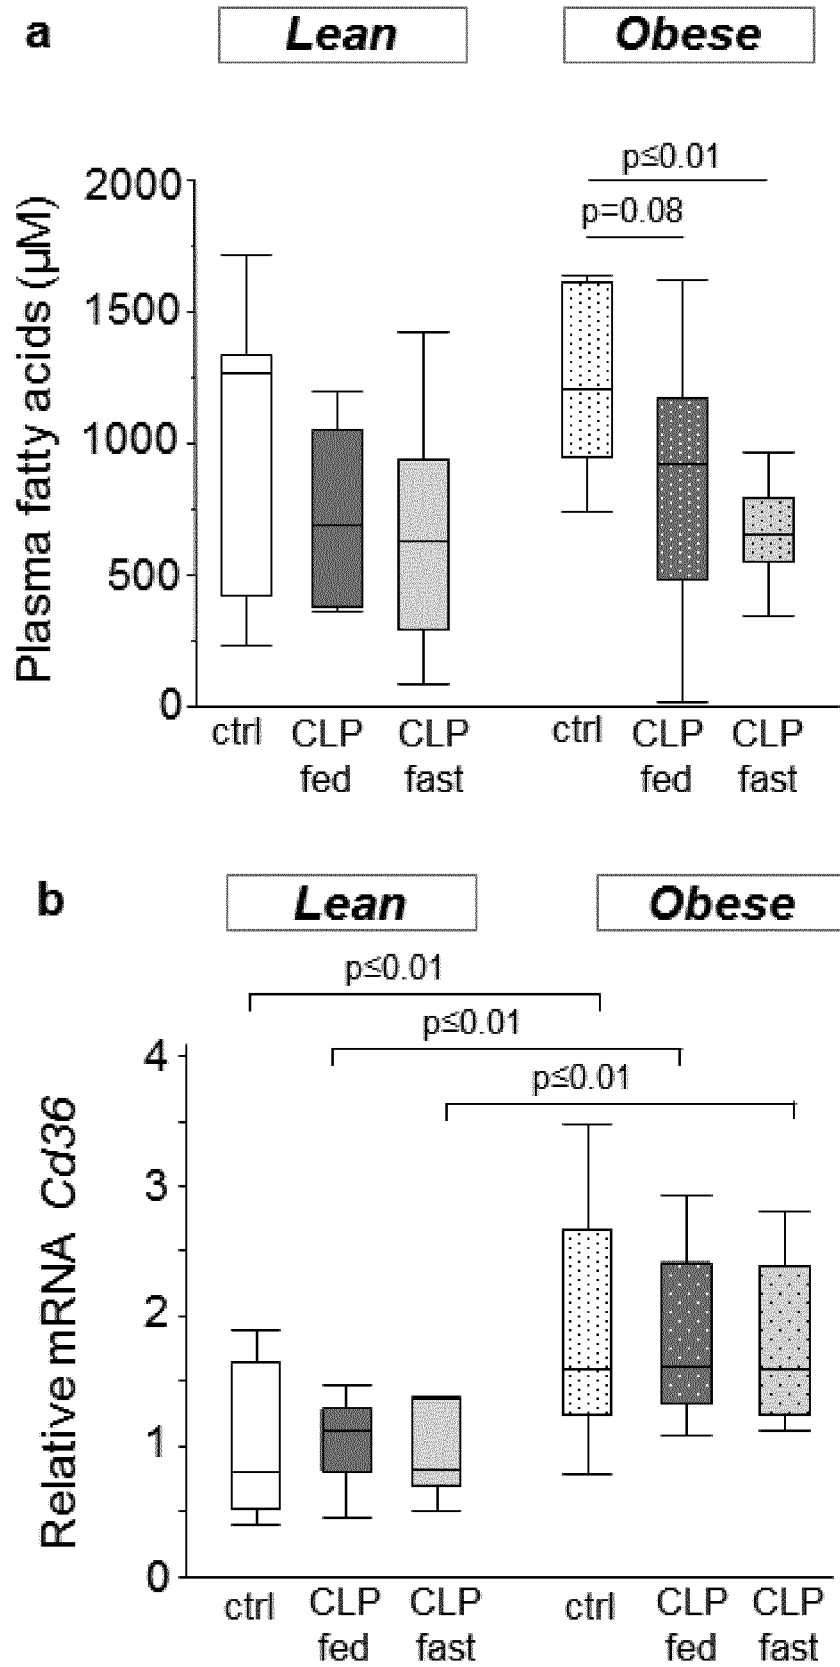 a
Lean Obese
p≤0.01
p=0.08
Plasma fatty acids (µM)
2000
1500
1000
500
0
ctrl CLP CLP ctrl CLP CLP
fed fast fed fast
b
Lean Obese
p≤0.01
p≤0.01
p≤0.01
Relative mRNA Cd36
4
3
2
1
0
ctrl CLP CLP ctrl CLP CLP
fed fast fed fast